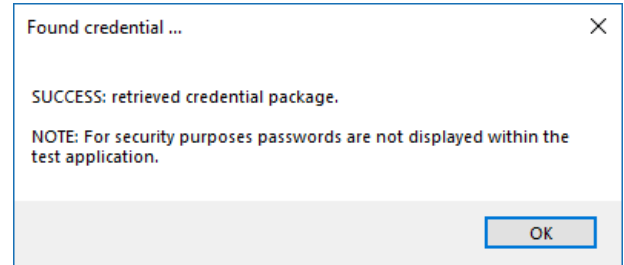 Found credential ...
SUCCESS: retrieved credential package.
NOTE: For security purposes passwords are not displayed within the
test application.
OK